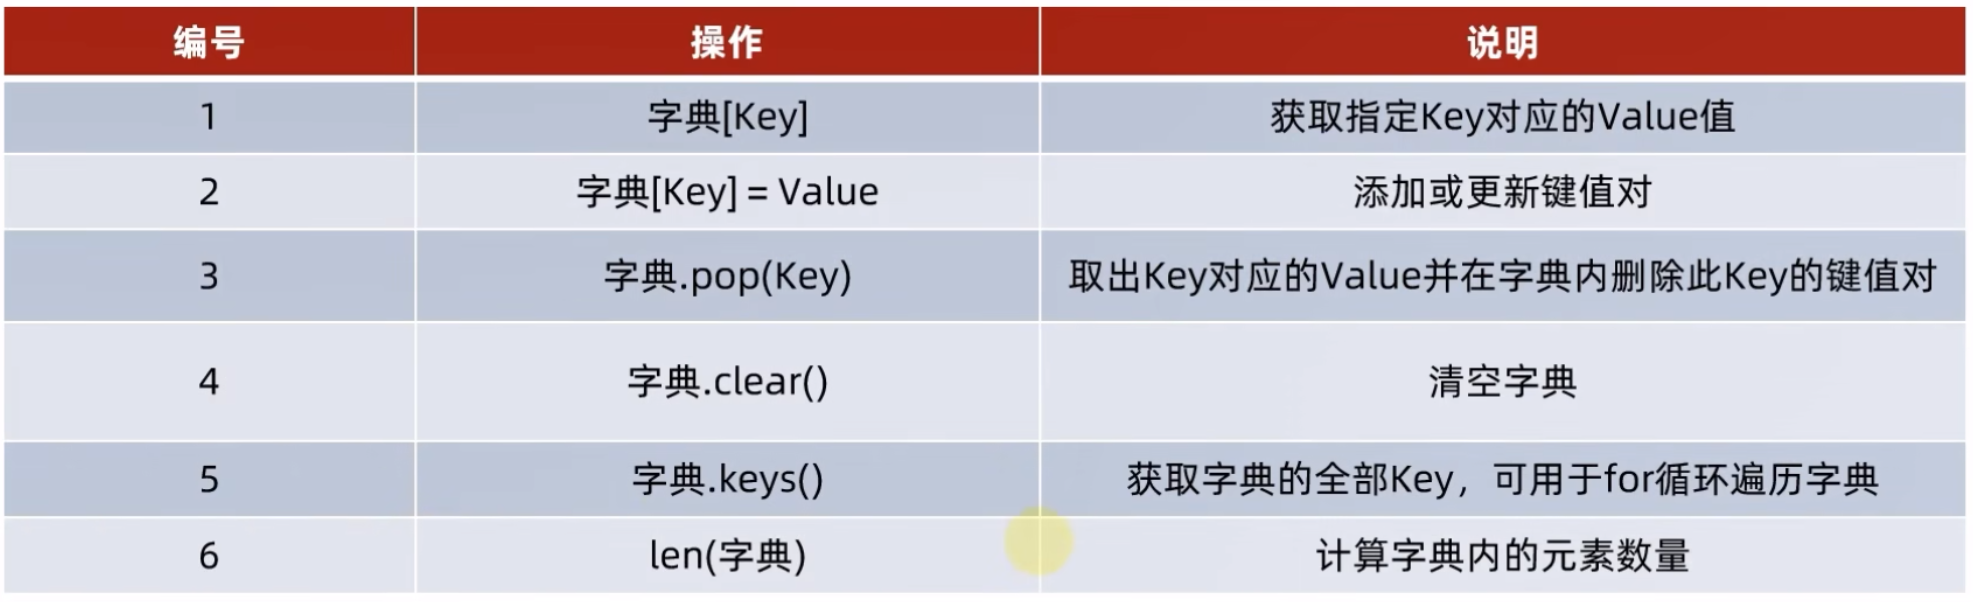 编号 操作 说明
1 字典[Key] 获取指定Key对应的Value值
2 字典[Key] = Value 添加或更新键值对
3 字典.pop(Key) 取出Key对应的Value并在字典内删除此Key的键值对
4 字典.clear() 清空字典
5 字典.keys() 获取字典的全部Key，可用于for循环遍历字典
6 len(字典) 计算字典内的元素数量